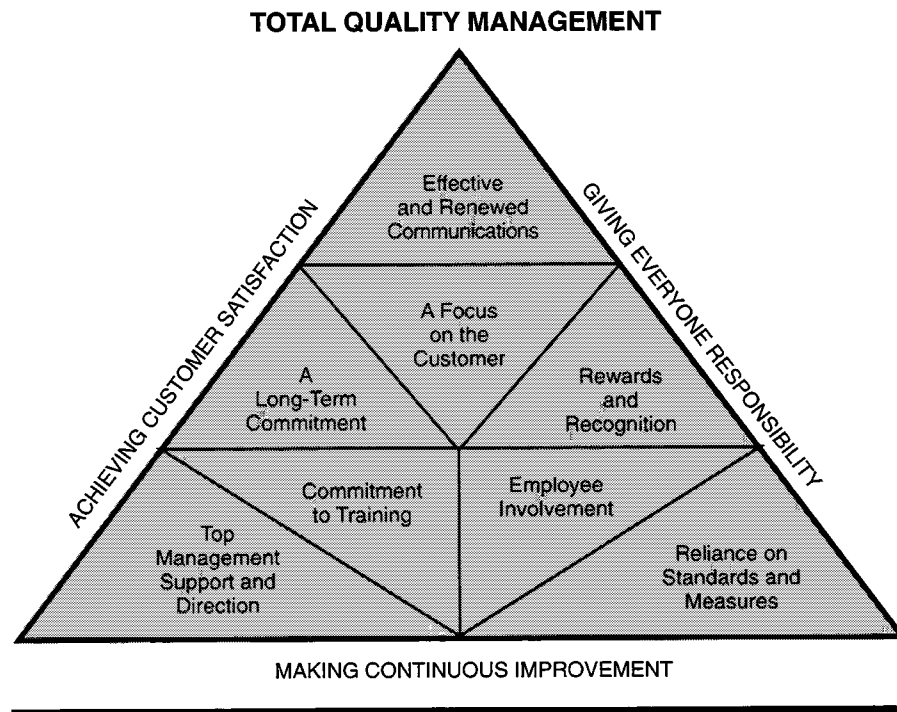 TOTAL QUALITY MANAGEMENT
ACHIEVING CUSTOMER SATISFACTION
GIVING EVERYONE RESPONSIBILITY
Effective
and Renewed
Communications
A Focus
on the
Customer
A
Long-Term
Commitment
Rewards
and
Recognition
Commitment
to Training
Employee
Involvement
Top
Management
Support and
Direction
Reliance on
Standards and
Measures
MAKING CONTINUOUS IMPROVEMENT